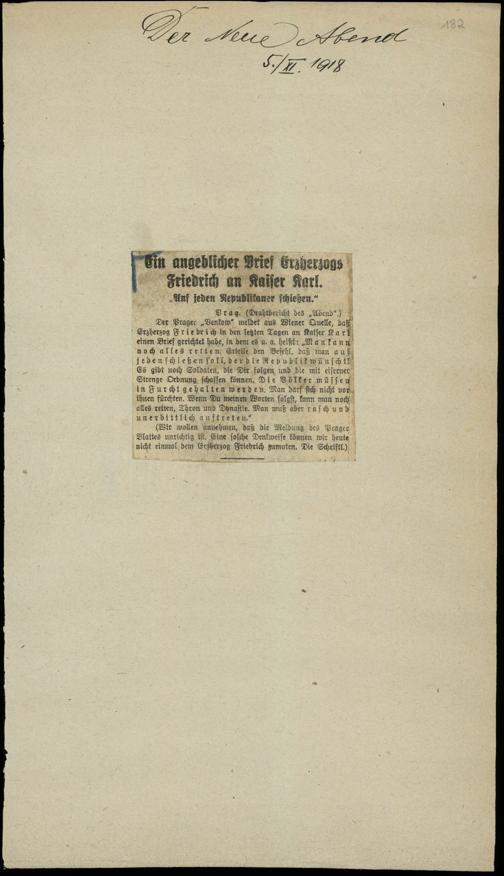 182
Der Neue Abend
5./XI. 1918
Ein angeblicher Brief Erzherzogs
Friedrich an Kaiser Karl.
„Auf jeden Republikaner schießen.“
Prag. (Drahtbericht des „Abend“.)
Der Prager „Venkow“ meldet aus Wiener Quelle, daß
Erzherzog Friedrich in den letzten Tagen an Kaiser Karl
einen Brief gerichtet habe, in dem es u. a. heißt: „Man kann
noch alles retten. Erteile den Befehl, daß man auf
jeden schießen soll, der die Republik wünscht!
Es gibt noch Soldaten, die Dir folgen und die mit eiserner
Strenge Ordnung schaffen können. Die Völker müssen
in Furcht gehalten werden. Man darf sich nicht vor
ihnen fürchten. Wenn Du meinen Worten folgst, kann man noch
alles retten, Thron und Dynastie. Man muß aber rasch und
unerbittlich auftreten.“
(Wir wollen annehmen, daß die Meldung des Prager
Blattes unrichtig ist. Eine solche Denkweise können wir heute
nicht einmal dem Erzherzog Friedrich zumuten. Die Schriftl.)